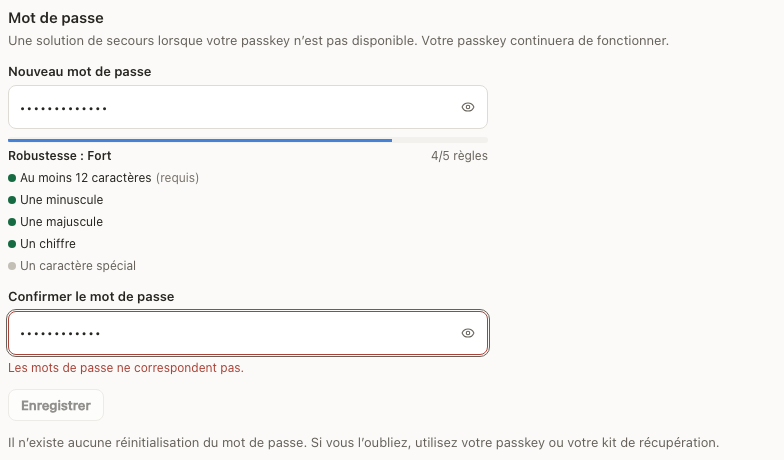 Mot de passe
Une solution de secours lorsque votre passkey n'est pas disponible. Votre passkey continuera de fonctionner.
Nouveau mot de passe
•••••••••••••
Robustesse : Fort 4/5 règles
Au moins 12 caractères (requis)
Une minuscule
Une majuscule
Un chiffre
Un caractère spécial
Confirmer le mot de passe
••••••••••••
Les mots de passe ne correspondent pas.
Enregistrer
Il n'existe aucune réinitialisation du mot de passe. Si vous l'oubliez, utilisez votre passkey ou votre kit de récupération.